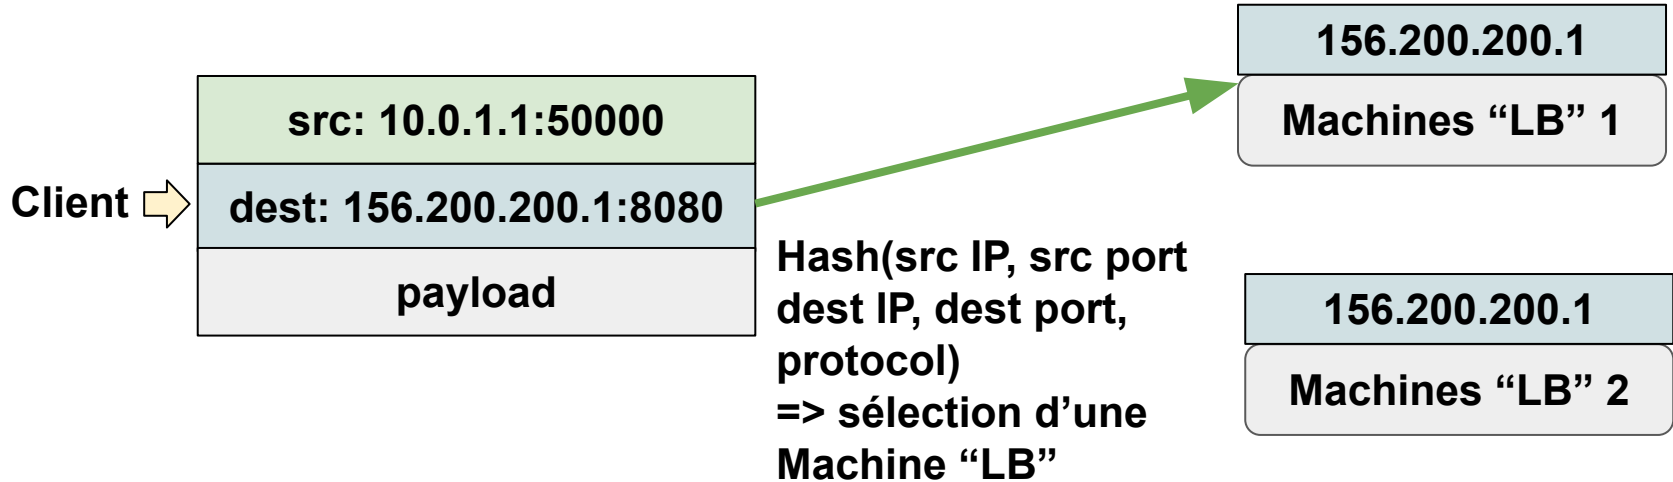 Client
src: 10.0.1.1:50000
dest: 156.200.200.1:8080
payload
Hash(src IP, src port
dest IP, dest port,
protocol)
=> sélection d’une
Machine “LB”
156.200.200.1
Machines “LB” 1
156.200.200.1
Machines “LB” 2